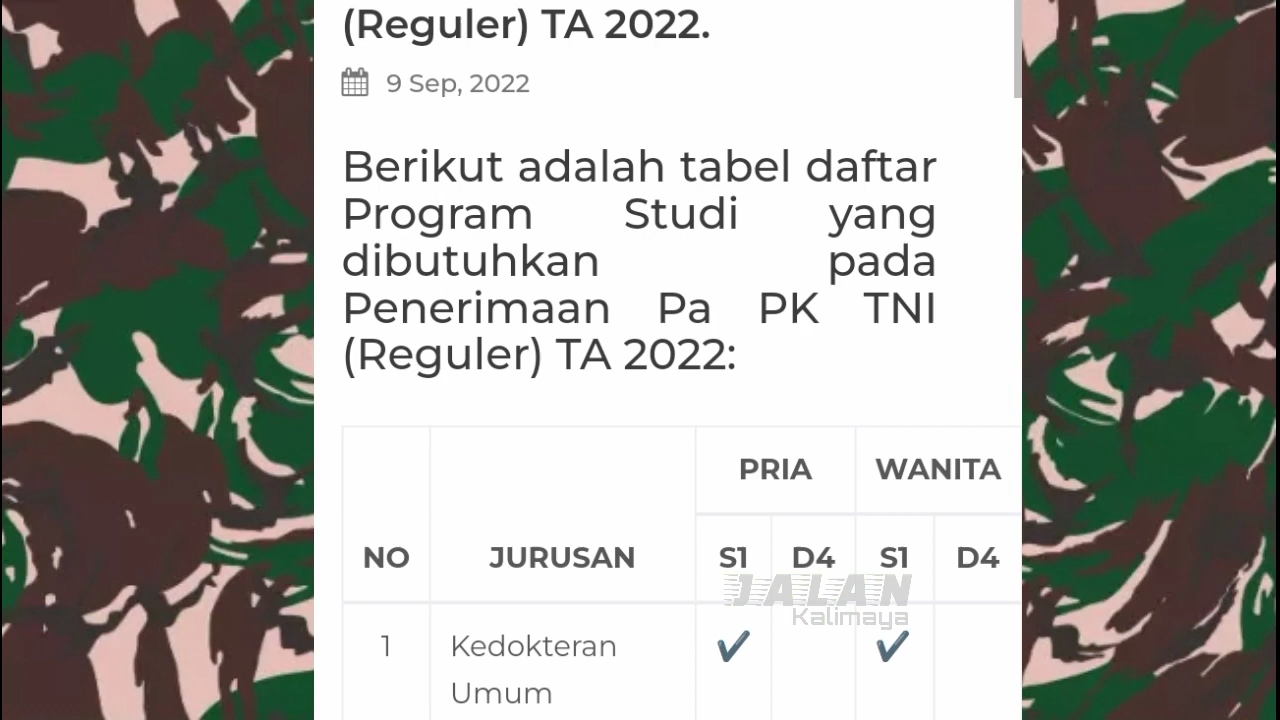 (Reguler) TA 2022.
9 Sep, 2022
Berikut adalah tabel daftar
Program Studi yang
dibutuhkan pada
Penerimaan Pa PK TNI
(Reguler) TA 2022:
PRIA WANITA
NO JURUSAN S1 D4 S1 D4
JALAN
Kalimaya
1 Kedokteran ✔ ✔
Umum